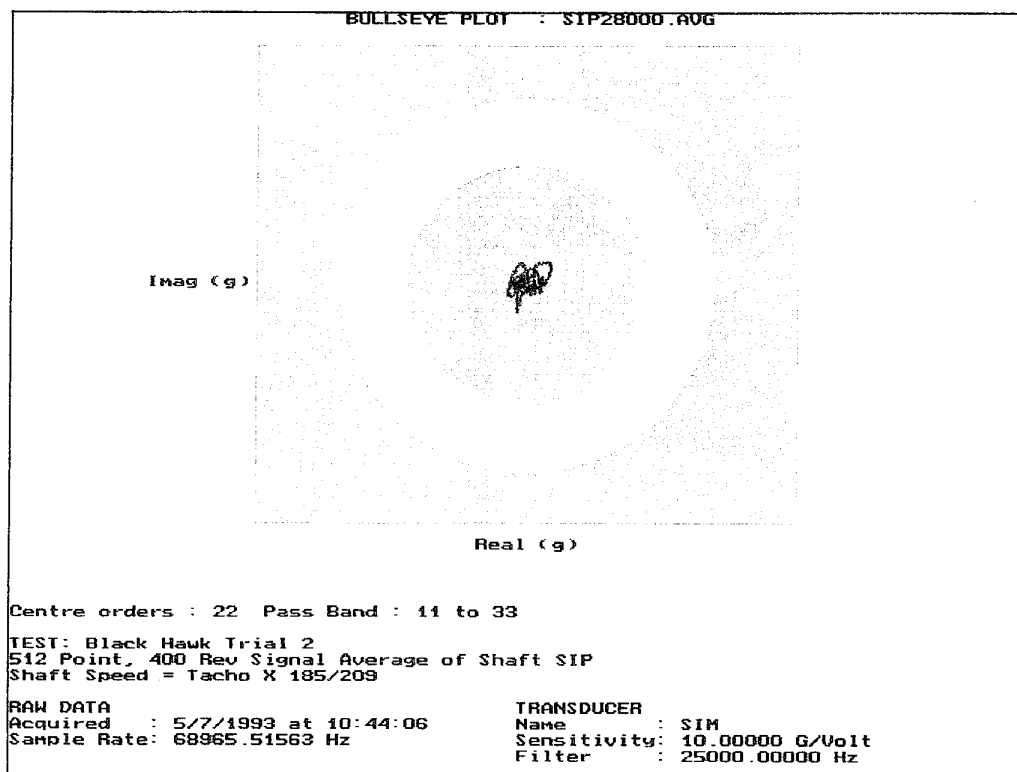 BULLSEYE PLOT : SIP28000.AVG
Imag (g)
Real (g)
Centre orders : 22 Pass Band : 11 to 33
TEST: Black Hawk Trial 2
512 Point, 400 Rev Signal Average of Shaft SIP
Shaft Speed = Tacho X 185/209
RAW DATA
Acquired : 5/7/1993 at 10:44:06
Sample Rate: 68965.51563 Hz
TRANSDUCER
Name : SIM
Sensitivity: 10.00000 G/Volt
Filter : 25000.00000 Hz